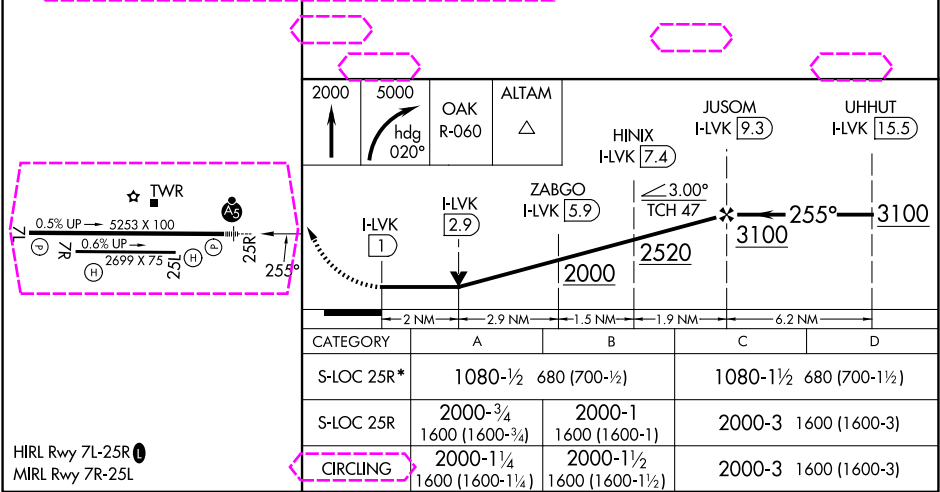 2000 5000 OAK R-060 ALTAM
hdg 020°
HINIX
I-LVK 7.4
JUSOM
I-LVK 9.3
UHHUT
I-LVK 15.5
ZABGO
I-LVK 5.9
3.00°
TCH 47
I-LVK
1
I-LVK
2.9
2000
2520
3100
255°
3100
2 NM 2.9 NM 1.5 NM 1.9 NM 6.2 NM
TWR
A5
7L 0.5% UP → 5253 X 100 25R
P 7R 0.6% UP → 25L P
H 2699 X 75 H
255°
CATEGORY A B C D
S-LOC 25R* 1080-½ 680 (700-½) 1080-1½ 680 (700-1½)
S-LOC 25R 2000-¾ 2000-1 2000-3 1600 (1600-3)
1600 (1600-¾) 1600 (1600-1)
CIRCLING 2000-1¼ 2000-1½ 2000-3 1600 (1600-3)
1600 (1600-1¼) 1600 (1600-1½)
HIRL Rwy 7L-25R L
MIRL Rwy 7R-25L